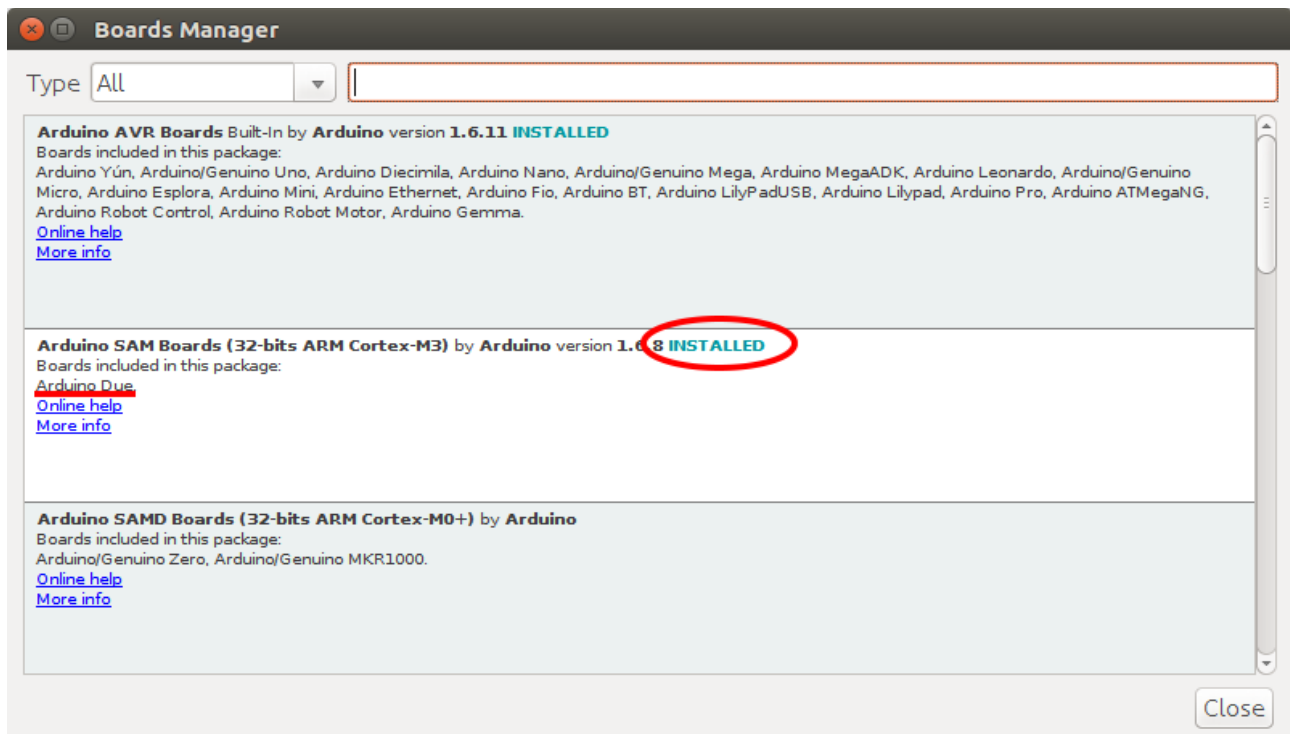 Boards Manager
Type All
Arduino AVR Boards Built-In by Arduino version 1.6.11 INSTALLED
Boards included in this package:
Arduino Yún, Arduino/Genuino Uno, Arduino Diecimila, Arduino Nano, Arduino/Genuino Mega, Arduino MegaADK, Arduino Leonardo, Arduino/Genuino
Micro, Arduino Esplora, Arduino Mini, Arduino Ethernet, Arduino Fio, Arduino BT, Arduino LilyPadUSB, Arduino Lilypad, Arduino Pro, Arduino ATMegaNG,
Arduino Robot Control, Arduino Robot Motor, Arduino Gemma.
Online help
More info
Arduino SAM Boards (32-bits ARM Cortex-M3) by Arduino version 1.6.8 INSTALLED
Boards included in this package:
Arduino Due.
Online help
More info
Arduino SAMD Boards (32-bits ARM Cortex-M0+) by Arduino
Boards included in this package:
Arduino/Genuino Zero, Arduino/Genuino MKR1000.
Online help
More info
Close